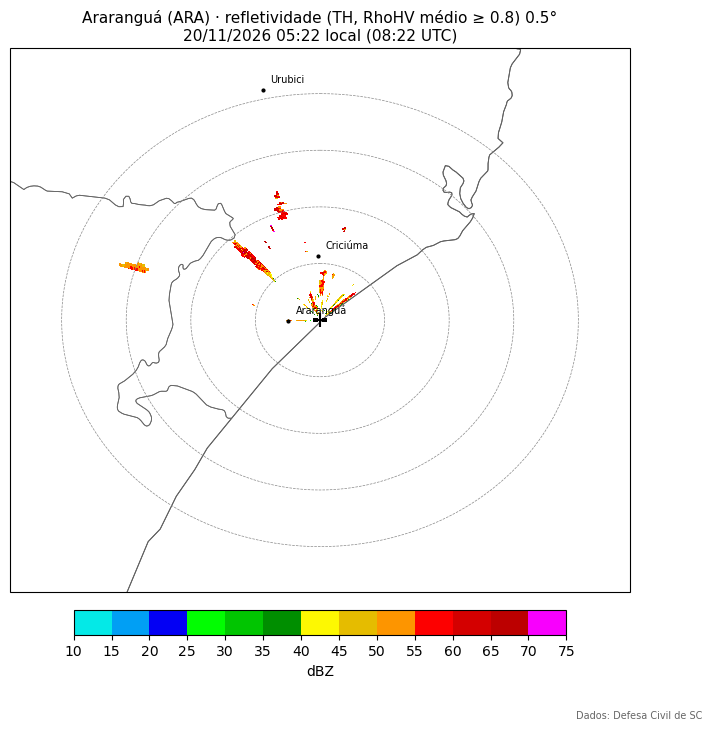 Araranguá (ARA) · refletividade (TH, RhoHV médio ≥ 0.8) 0.5°
20/11/2026 05:22 local (08:22 UTC)
Urubici
Criciúma
Araranguá
10 15 20 25 30 35 40 45 50 55 60 65 70 75
dBZ
Dados: Defesa Civil de SC